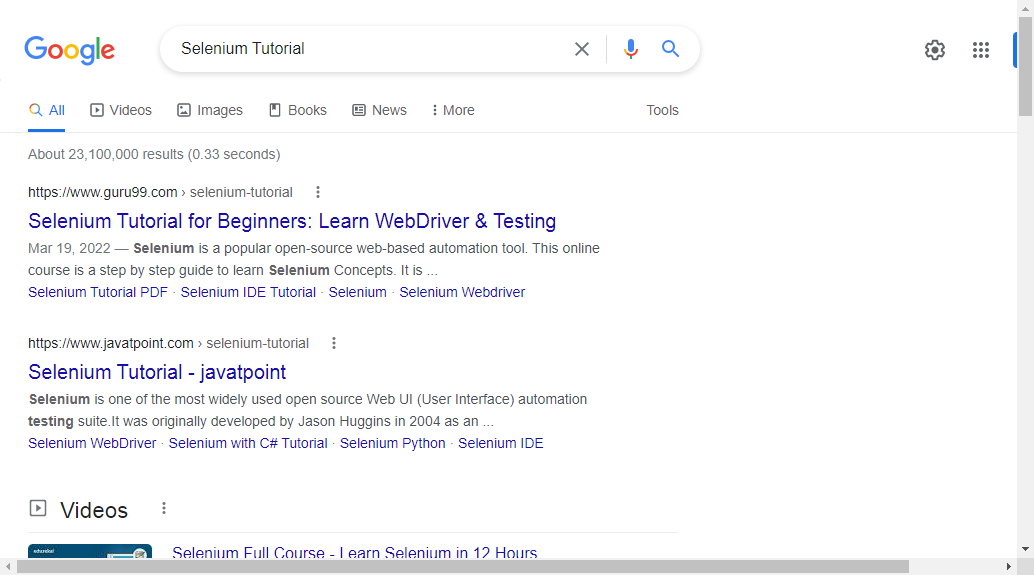 Google
Selenium Tutorial
All Videos Images Books News More Tools
About 23,100,000 results (0.33 seconds)
https://www.guru99.com › selenium-tutorial
Selenium Tutorial for Beginners: Learn WebDriver & Testing
Mar 19, 2022 — Selenium is a popular open-source web-based automation tool. This online
course is a step by step guide to learn Selenium Concepts. It is ...
Selenium Tutorial PDF · Selenium IDE Tutorial · Selenium · Selenium Webdriver
https://www.javatpoint.com › selenium-tutorial
Selenium Tutorial - javatpoint
Selenium is one of the most widely used open source Web UI (User Interface) automation
testing suite.It was originally developed by Jason Huggins in 2004 as an ...
Selenium WebDriver · Selenium with C# Tutorial · Selenium Python · Selenium IDE
Videos
edureka!
Selenium Full Course - Learn Selenium in 12 Hours